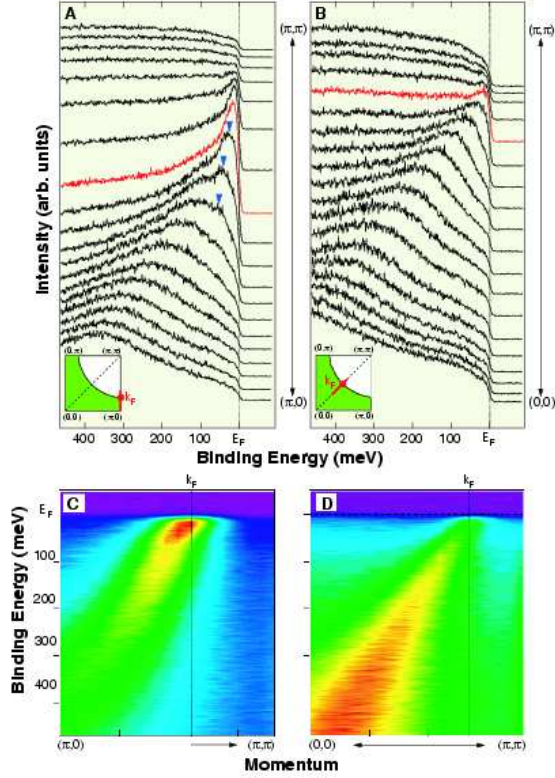 A
(π,π)
B
(π,π)
Intensity (arb. units)
(0,π) (π,π)
k_F
(0,0) (π,0)
(π,0)
(0,π) (π,π)
k_F
(0,0) (π,0)
(0,0)
400 300 200 100 E_F
400 300 200 100 E_F
Binding Energy (meV)
k_F
k_F
C
D
E_F
100
200
300
400
Binding Energy (meV)
(π,0) (π,π)
(0,0) (π,π)
Momentum